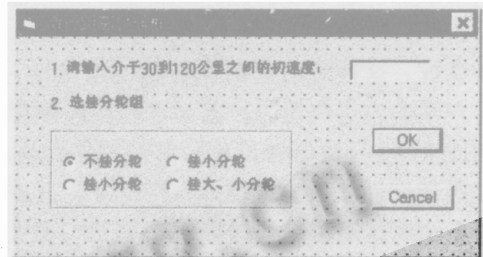 1. 请输入介于30到120公里之间的初速度:
2. 选挂分轮组
不挂分轮 挂小分轮
挂小分轮 挂大、小分轮
OK
Cancel